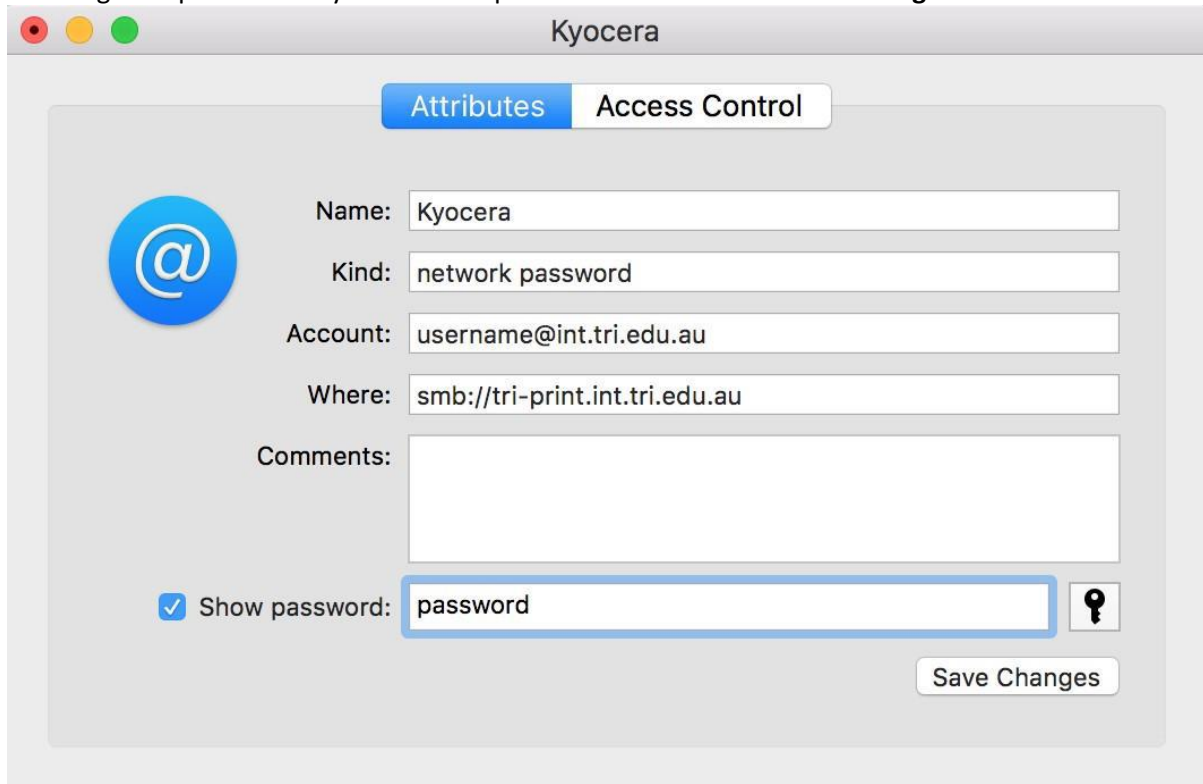 Kyocera
Attributes Access Control
Name: Kyocera
@
Kind: network password
Account: username@int.tri.edu.au
Where: smb://tri-print.int.tri.edu.au
Comments:
Show password: password
Save Changes